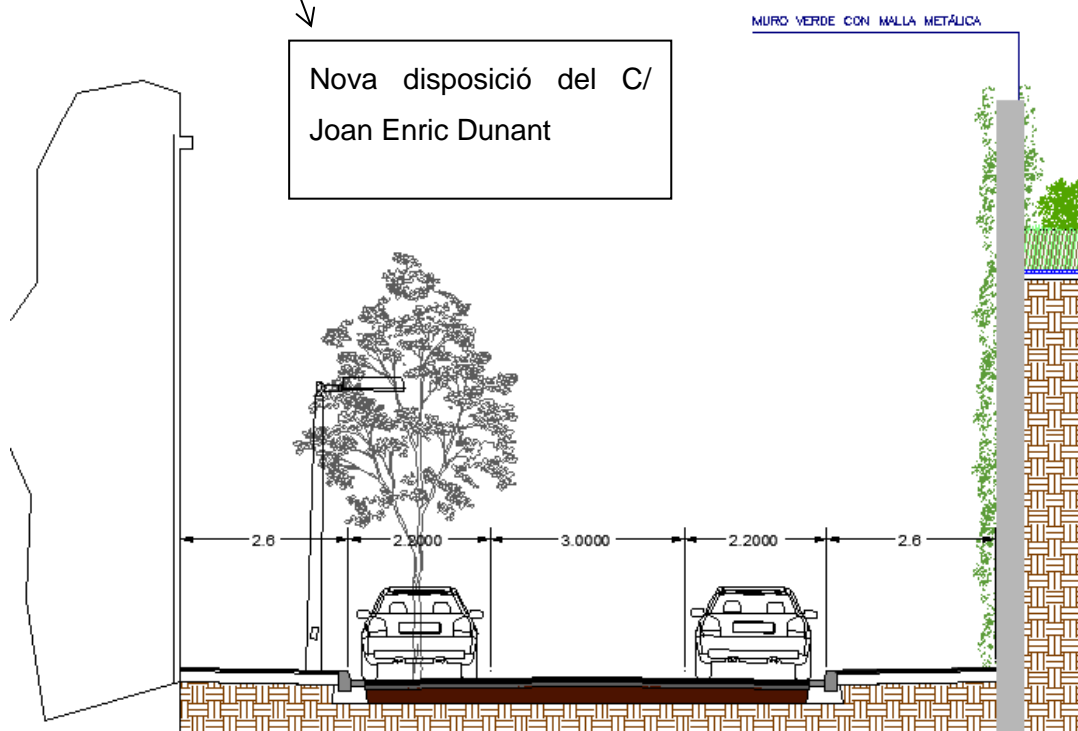 MURO VERDE CON MALLA METÁLICA
Nova disposició del C/
Joan Enric Dunant
2.6 2.2000 3.0000 2.2000 2.6